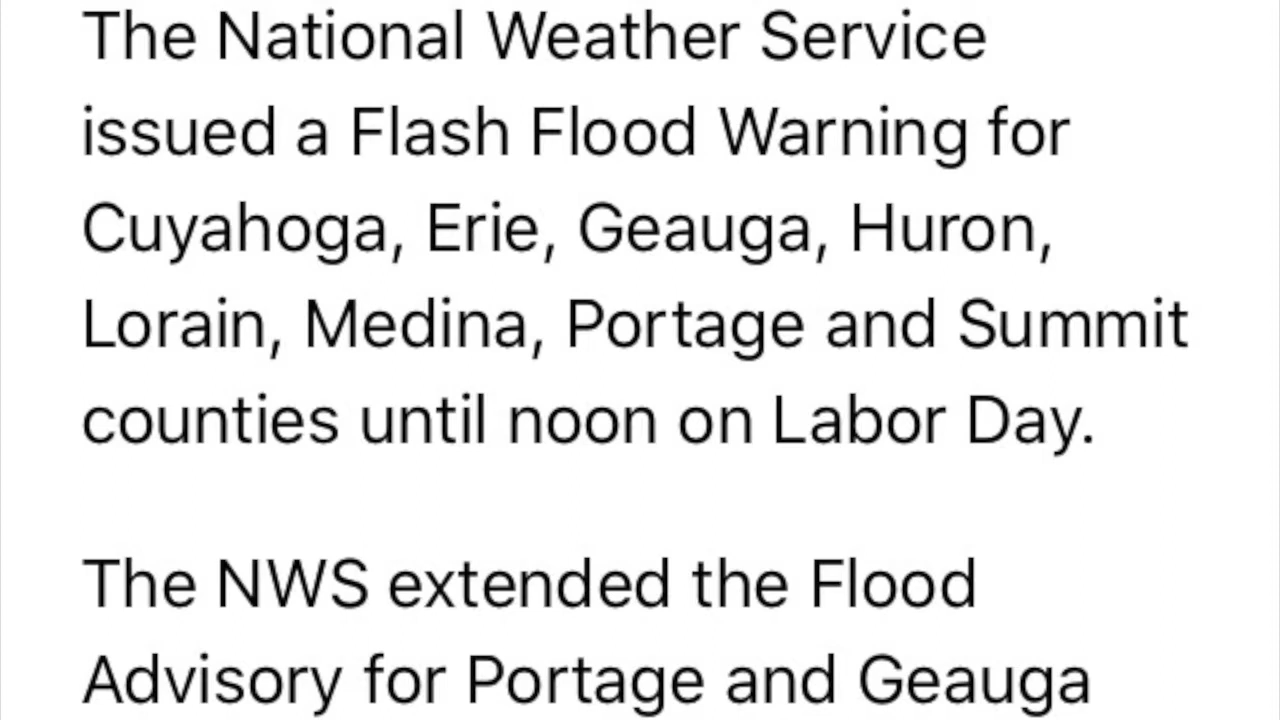 The National Weather Service
issued a Flash Flood Warning for
Cuyahoga, Erie, Geauga, Huron,
Lorain, Medina, Portage and Summit
counties until noon on Labor Day.
The NWS extended the Flood
Advisory for Portage and Geauga